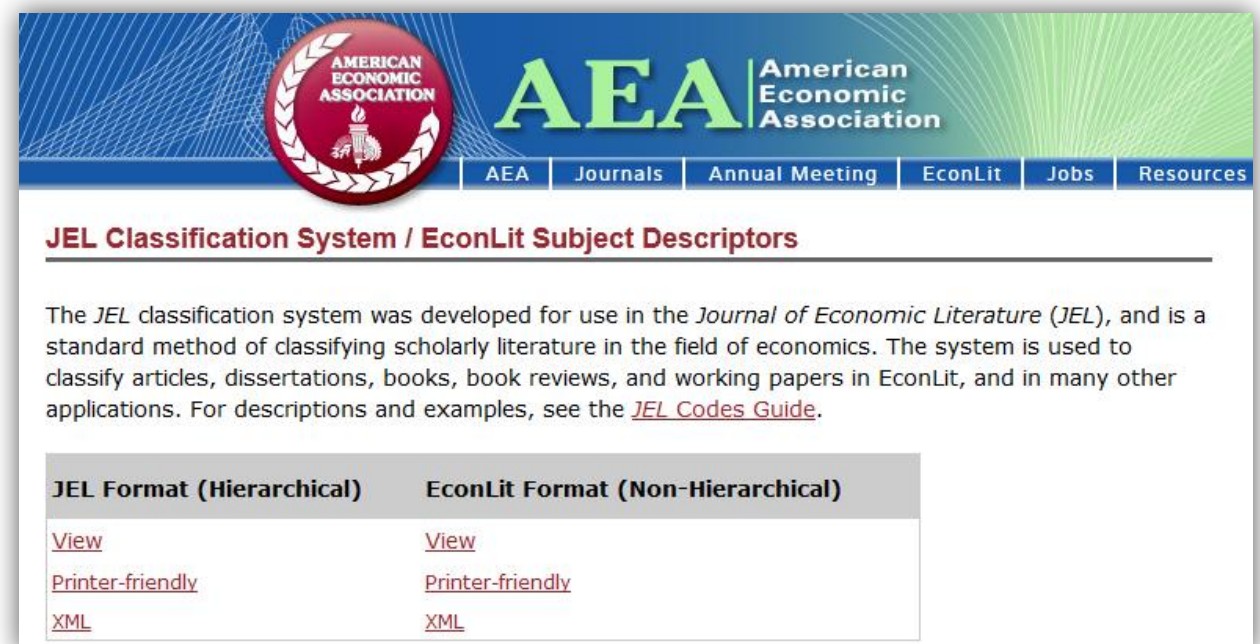 AMERICAN
ECONOMIC
ASSOCIATION
AEA
American
Economic
Association
AEA Journals Annual Meeting EconLit Jobs Resources
JEL Classification System / EconLit Subject Descriptors
The JEL classification system was developed for use in the Journal of Economic Literature (JEL), and is a
standard method of classifying scholarly literature in the field of economics. The system is used to
classify articles, dissertations, books, book reviews, and working papers in EconLit, and in many other
applications. For descriptions and examples, see the JEL Codes Guide.
JEL Format (Hierarchical) EconLit Format (Non-Hierarchical)
View View
Printer-friendly Printer-friendly
XML XML